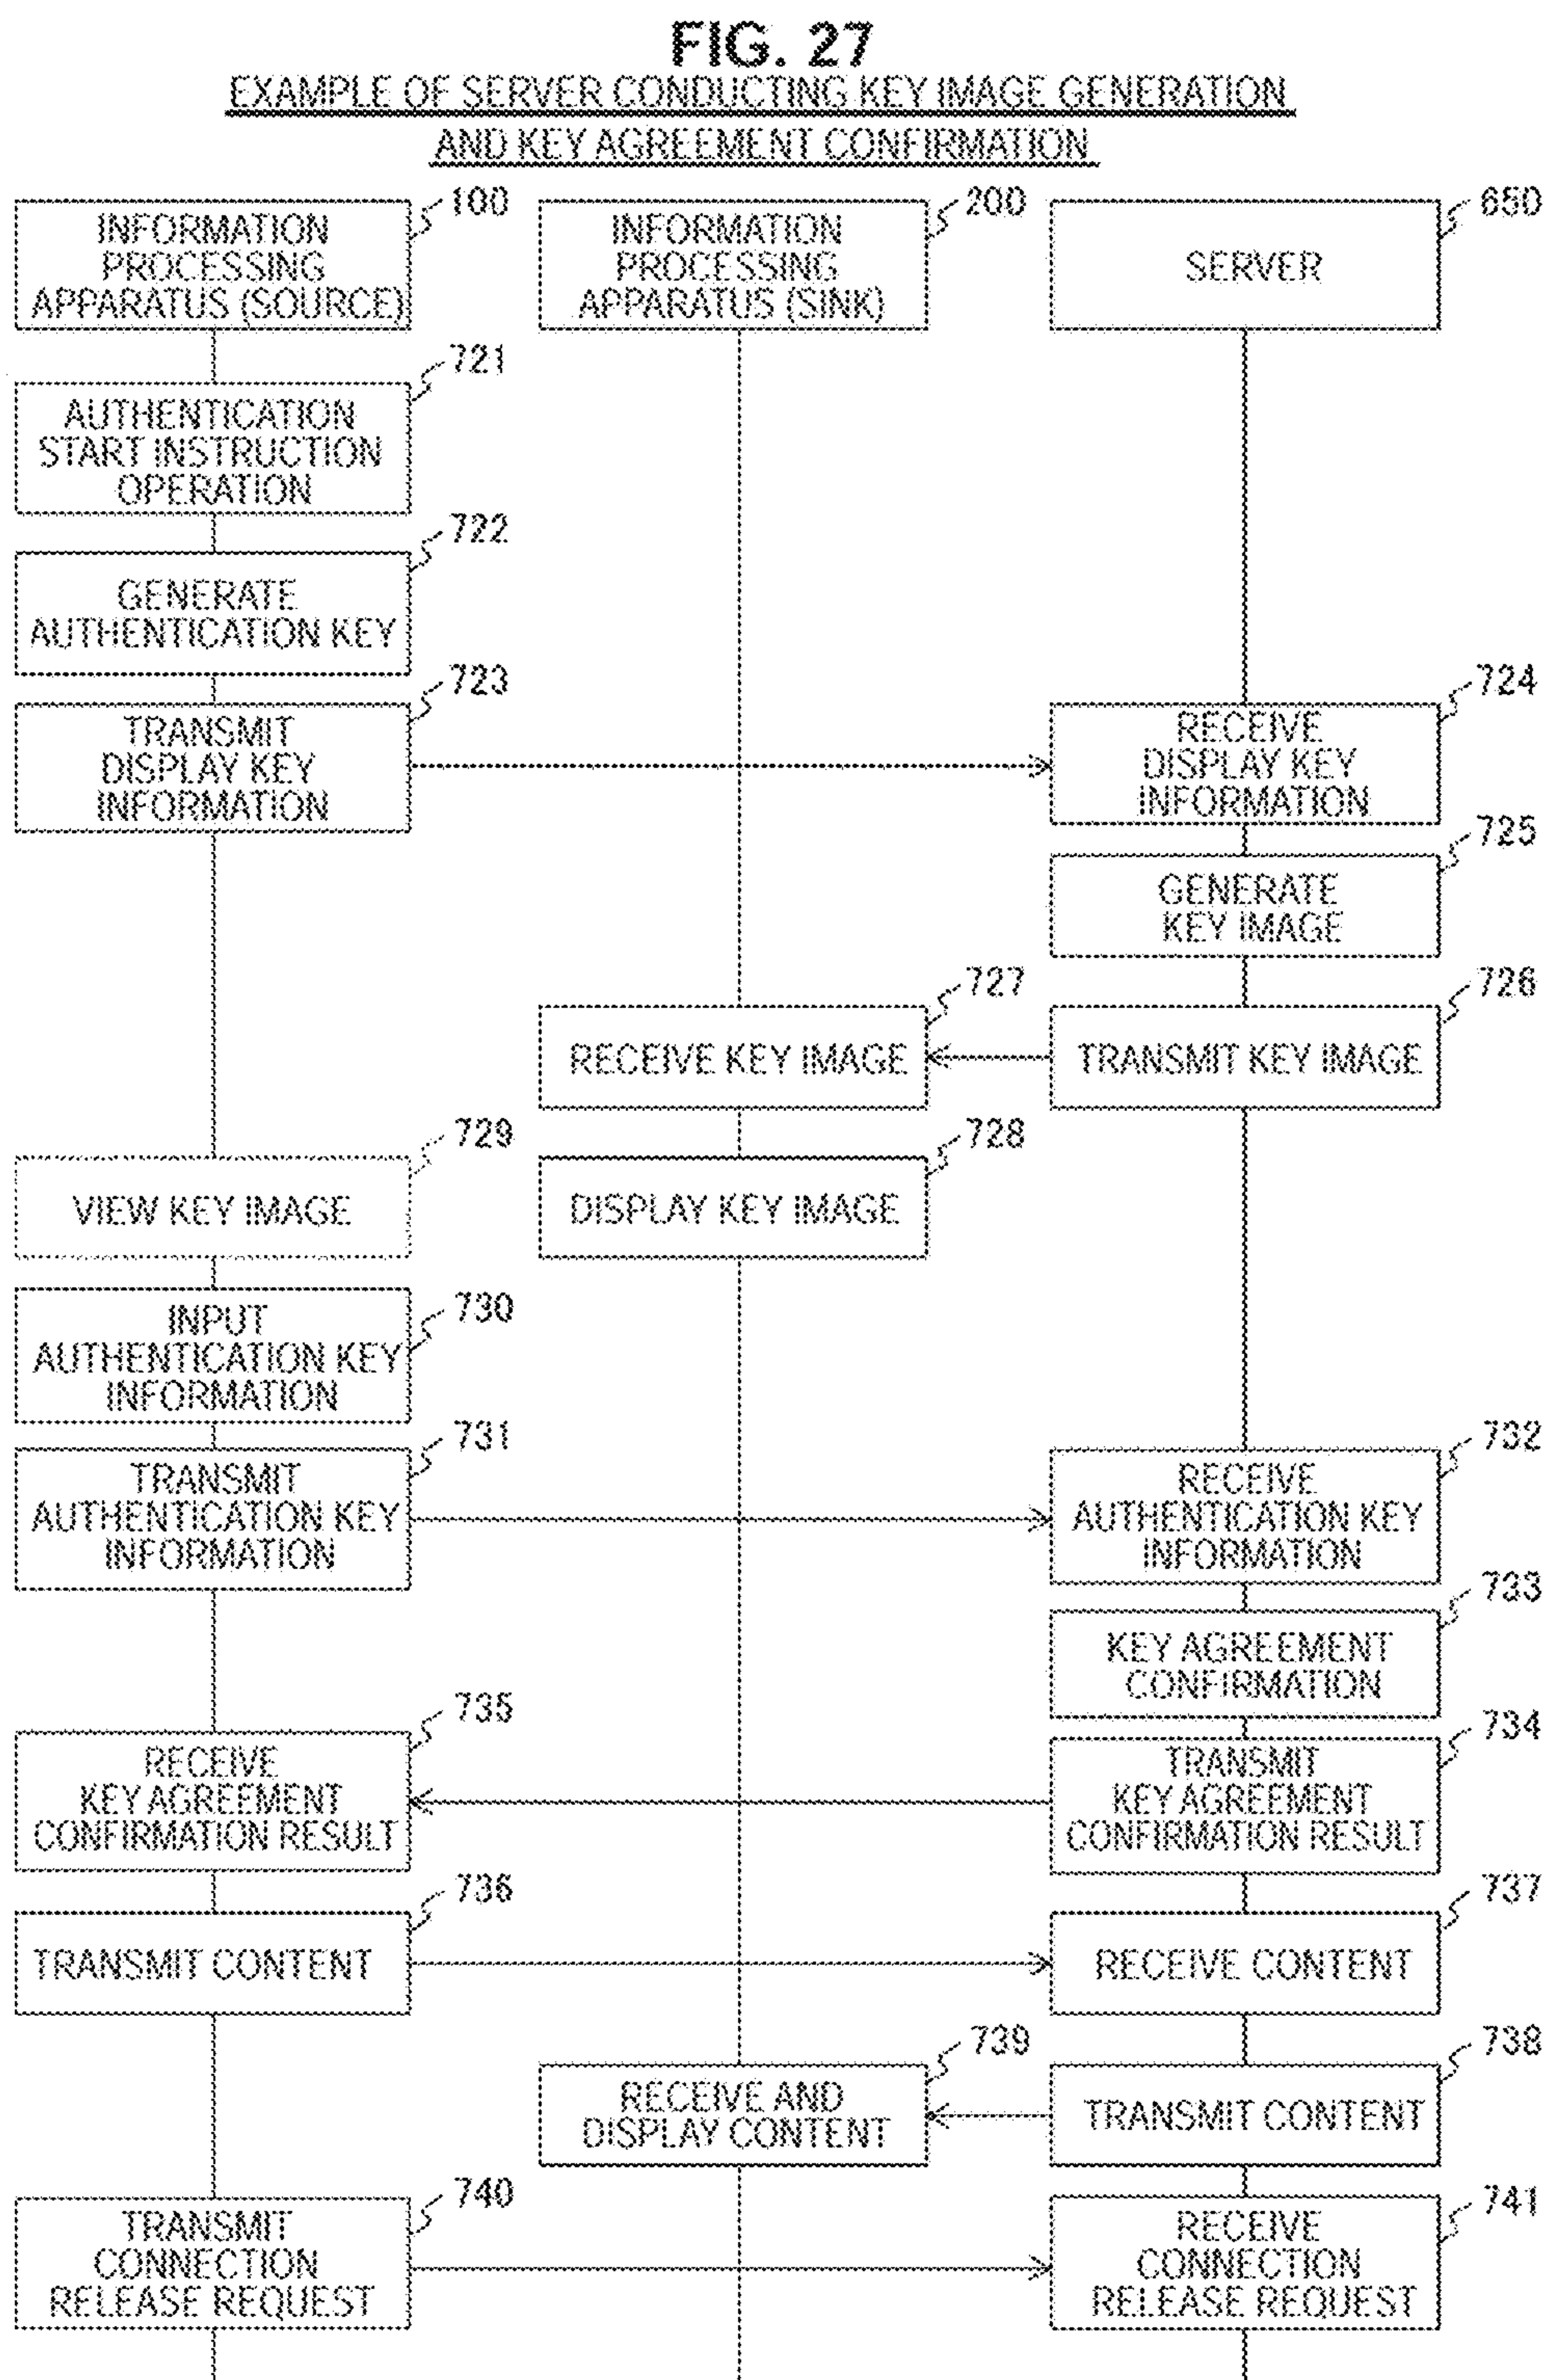 FIG. 27
EXAMPLE OF SERVER CONDUCTING KEY IMAGE GENERATION
AND KEY AGREEMENT CONFIRMATION
100
INFORMATION
PROCESSING
APPARATUS (SOURCE)
200
INFORMATION
PROCESSING
APPARATUS (SINK)
650
SERVER
721
AUTHENTICATION
START INSTRUCTION
OPERATION
722
GENERATE
AUTHENTICATION KEY
723
TRANSMIT
DISPLAY KEY
INFORMATION
724
RECEIVE
DISPLAY KEY
INFORMATION
725
GENERATE
KEY IMAGE
726
TRANSMIT KEY IMAGE
727
RECEIVE KEY IMAGE
728
DISPLAY KEY IMAGE
729
VIEW KEY IMAGE
730
INPUT
AUTHENTICATION KEY
INFORMATION
731
TRANSMIT
AUTHENTICATION KEY
INFORMATION
732
RECEIVE
AUTHENTICATION KEY
INFORMATION
733
KEY AGREEMENT
CONFIRMATION
734
TRANSMIT
KEY AGREEMENT
CONFIRMATION RESULT
735
RECEIVE
KEY AGREEMENT
CONFIRMATION RESULT
736
TRANSMIT CONTENT
737
RECEIVE CONTENT
738
TRANSMIT CONTENT
739
RECEIVE AND
DISPLAY CONTENT
740
TRANSMIT
CONNECTION
RELEASE REQUEST
741
RECEIVE
CONNECTION
RELEASE REQUEST